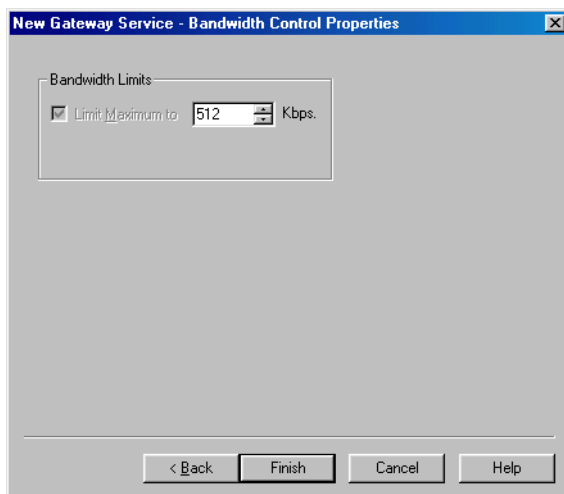 New Gateway Service - Bandwidth Control Properties
Bandwidth Limits
Limit Maximum to 512 Kbps.
< Back Finish Cancel Help